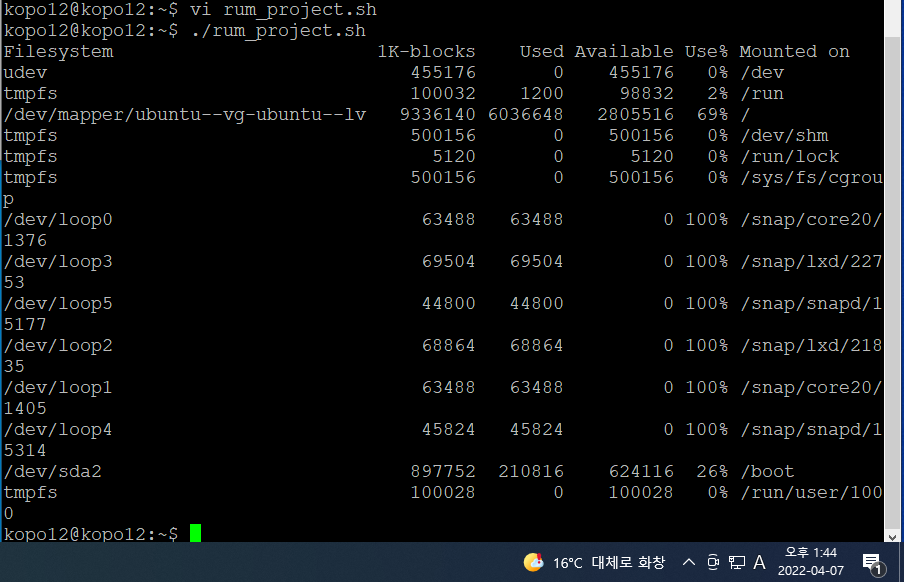 kopo12@kopo12:~$ vi rum_project.sh
kopo12@kopo12:~$ ./rum_project.sh
Filesystem 1K-blocks Used Available Use% Mounted on
udev 455176 0 455176 0% /dev
tmpfs 100032 1200 98832 2% /run
/dev/mapper/ubuntu--vg-ubuntu--lv 9336140 6036648 2805516 69% /
tmpfs 500156 0 500156 0% /dev/shm
tmpfs 5120 0 5120 0% /run/lock
tmpfs 500156 0 500156 0% /sys/fs/cgrou
p
/dev/loop0 63488 63488 0 100% /snap/core20/
1376
/dev/loop3 69504 69504 0 100% /snap/lxd/227
53
/dev/loop5 44800 44800 0 100% /snap/snapd/1
5177
/dev/loop2 68864 68864 0 100% /snap/lxd/218
35
/dev/loop1 63488 63488 0 100% /snap/core20/
1405
/dev/loop4 45824 45824 0 100% /snap/snapd/1
5314
/dev/sda2 897752 210816 624116 26% /boot
tmpfs 100028 0 100028 0% /run/user/100
0
kopo12@kopo12:~$
16°C 대체로 화창 A 오후 1:44
2022-04-07 1